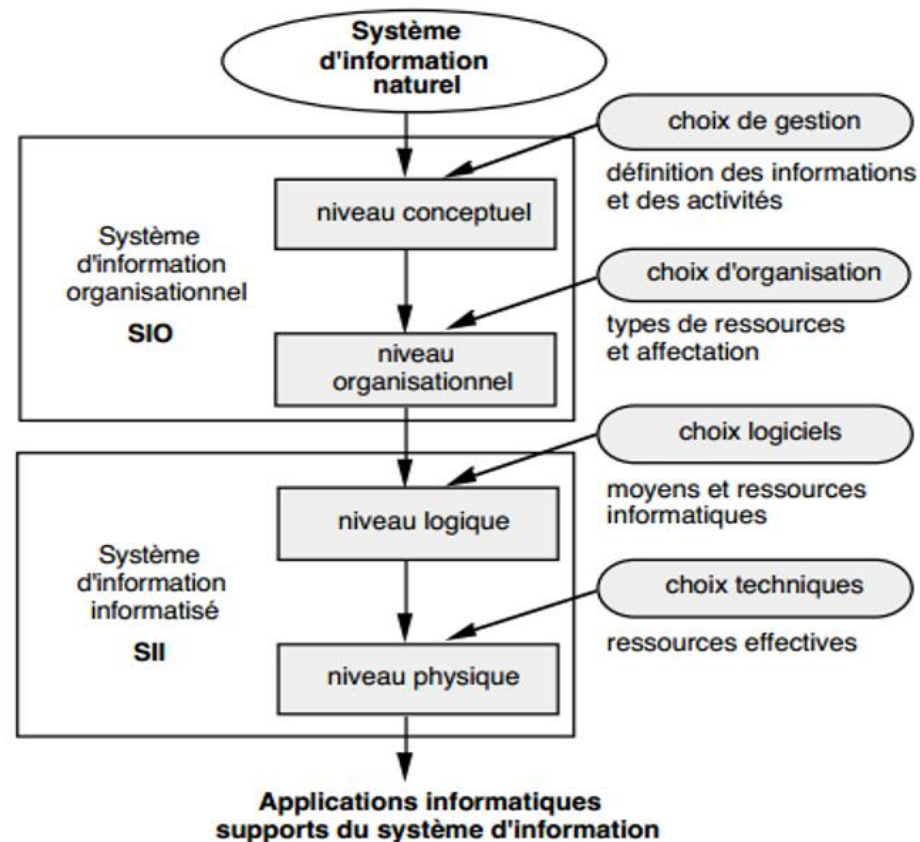 Système
d'information
naturel
choix de gestion
définition des informations
et des activités
niveau conceptuel
Système
d'information
organisationnel
SIO
choix d'organisation
types de ressources
et affectation
niveau
organisationnel
choix logiciels
moyens et ressources
informatiques
niveau logique
Système
d'information
informatisé
SII
choix techniques
ressources effectives
niveau physique
Applications informatiques
supports du système d'information